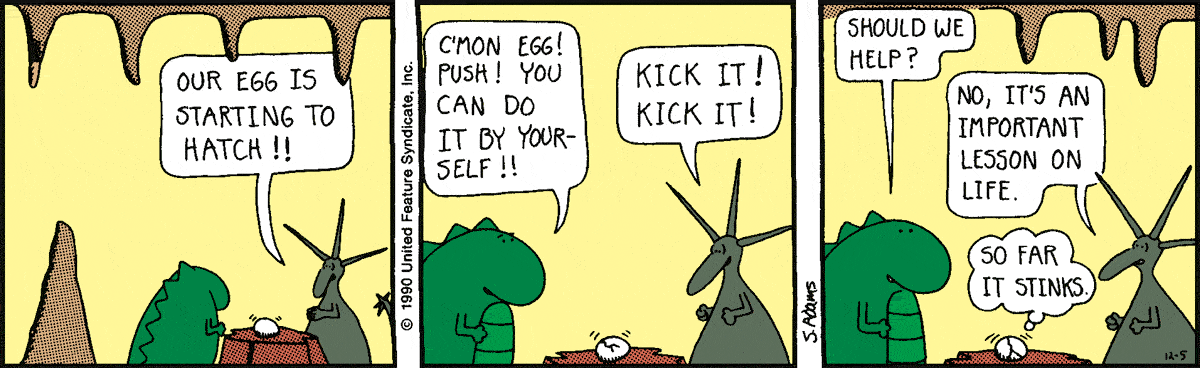 OUR EGG IS
STARTING TO
HATCH!!
© 1990 United Feature Syndicate, Inc.
C'MON EGG!
PUSH! YOU
CAN DO
IT BY YOUR-
SELF!!
KICK IT!
KICK IT!
S. Adams
SHOULD WE
HELP?
NO, IT'S AN
IMPORTANT
LESSON ON
LIFE.
SO FAR
IT STINKS.
12-5